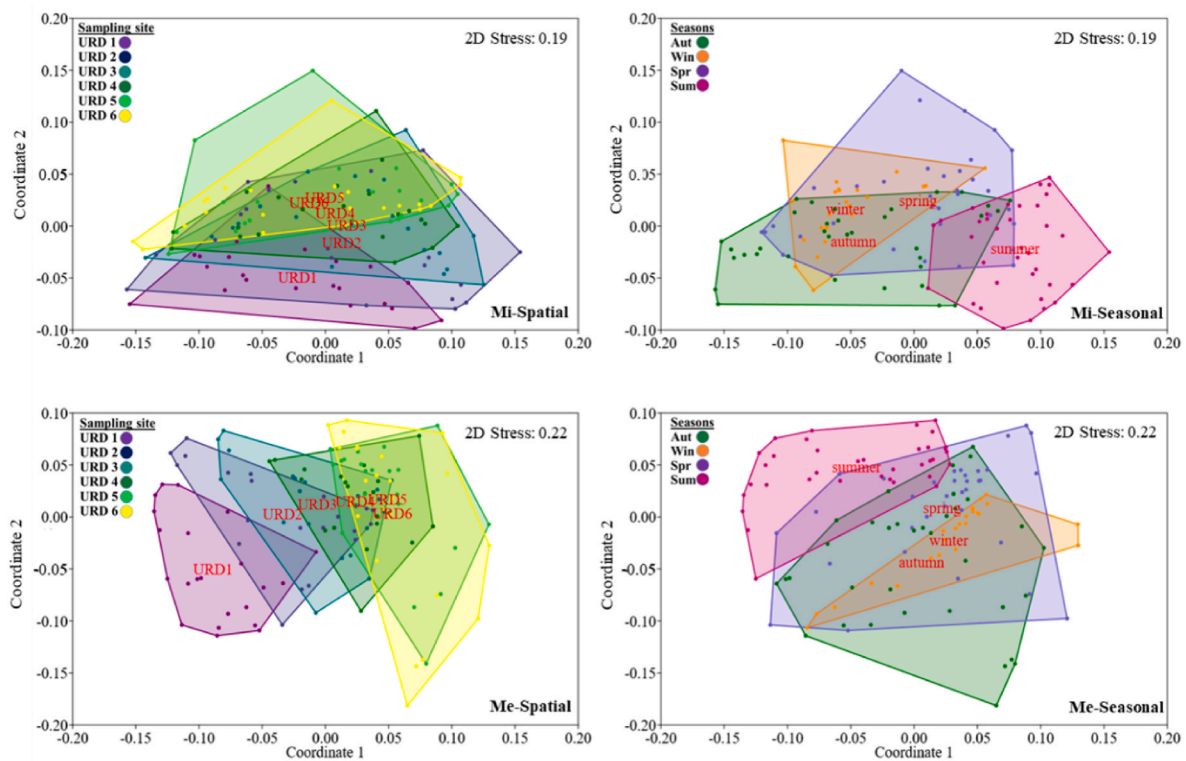 Sampling site
URD 1
URD 2
URD 3
URD 4
URD 5
URD 6
2D Stress: 0.19
0.20
0.15
0.10
0.05
0.00
-0.05
-0.10
Coordinate 2
URD5
URD4
URD3
URD2
URD1
Mi-Spatial
-0.20
-0.15
-0.10
-0.05
0.00
0.05
0.10
0.15
0.20
Coordinate 1
Seasons
Aut
Win
Spr
Sum
2D Stress: 0.19
0.20
0.15
0.10
0.05
0.00
-0.05
-0.10
Coordinate 2
winter
spring
autumn
summer
Mi-Seasonal
-0.20
-0.15
-0.10
-0.05
0.00
0.05
0.10
0.15
0.20
Coordinate 1
Sampling site
URD 1
URD 2
URD 3
URD 4
URD 5
URD 6
2D Stress: 0.22
0.10
0.05
0.00
-0.05
-0.10
-0.15
-0.20
Coordinate 2
URD1
URD2
URD3
URD4
RD5
RD6
Me-Spatial
-0.20
-0.15
-0.10
-0.05
0.00
0.05
0.10
0.15
0.20
Coordinate 1
Seasons
Aut
Win
Spr
Sum
2D Stress: 0.22
0.10
0.05
0.00
-0.05
-0.10
-0.15
-0.20
Coordinate 2
summer
spring
winter
autumn
Me-Seasonal
-0.20
-0.15
-0.10
-0.05
0.00
0.05
0.10
0.15
0.20
Coordinate 1